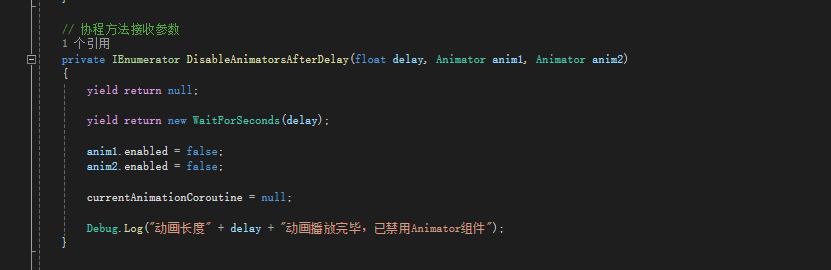 }
// 协程方法接收参数
1 个引用
private IEnumerator DisableAnimatorsAfterDelay(float delay, Animator anim1, Animator anim2)
{
yield return null;
yield return new WaitForSeconds(delay);
anim1.enabled = false;
anim2.enabled = false;
currentAnimationCoroutine = null;
Debug.Log("动画长度" + delay + "动画播放完毕，已禁用Animator组件");
}